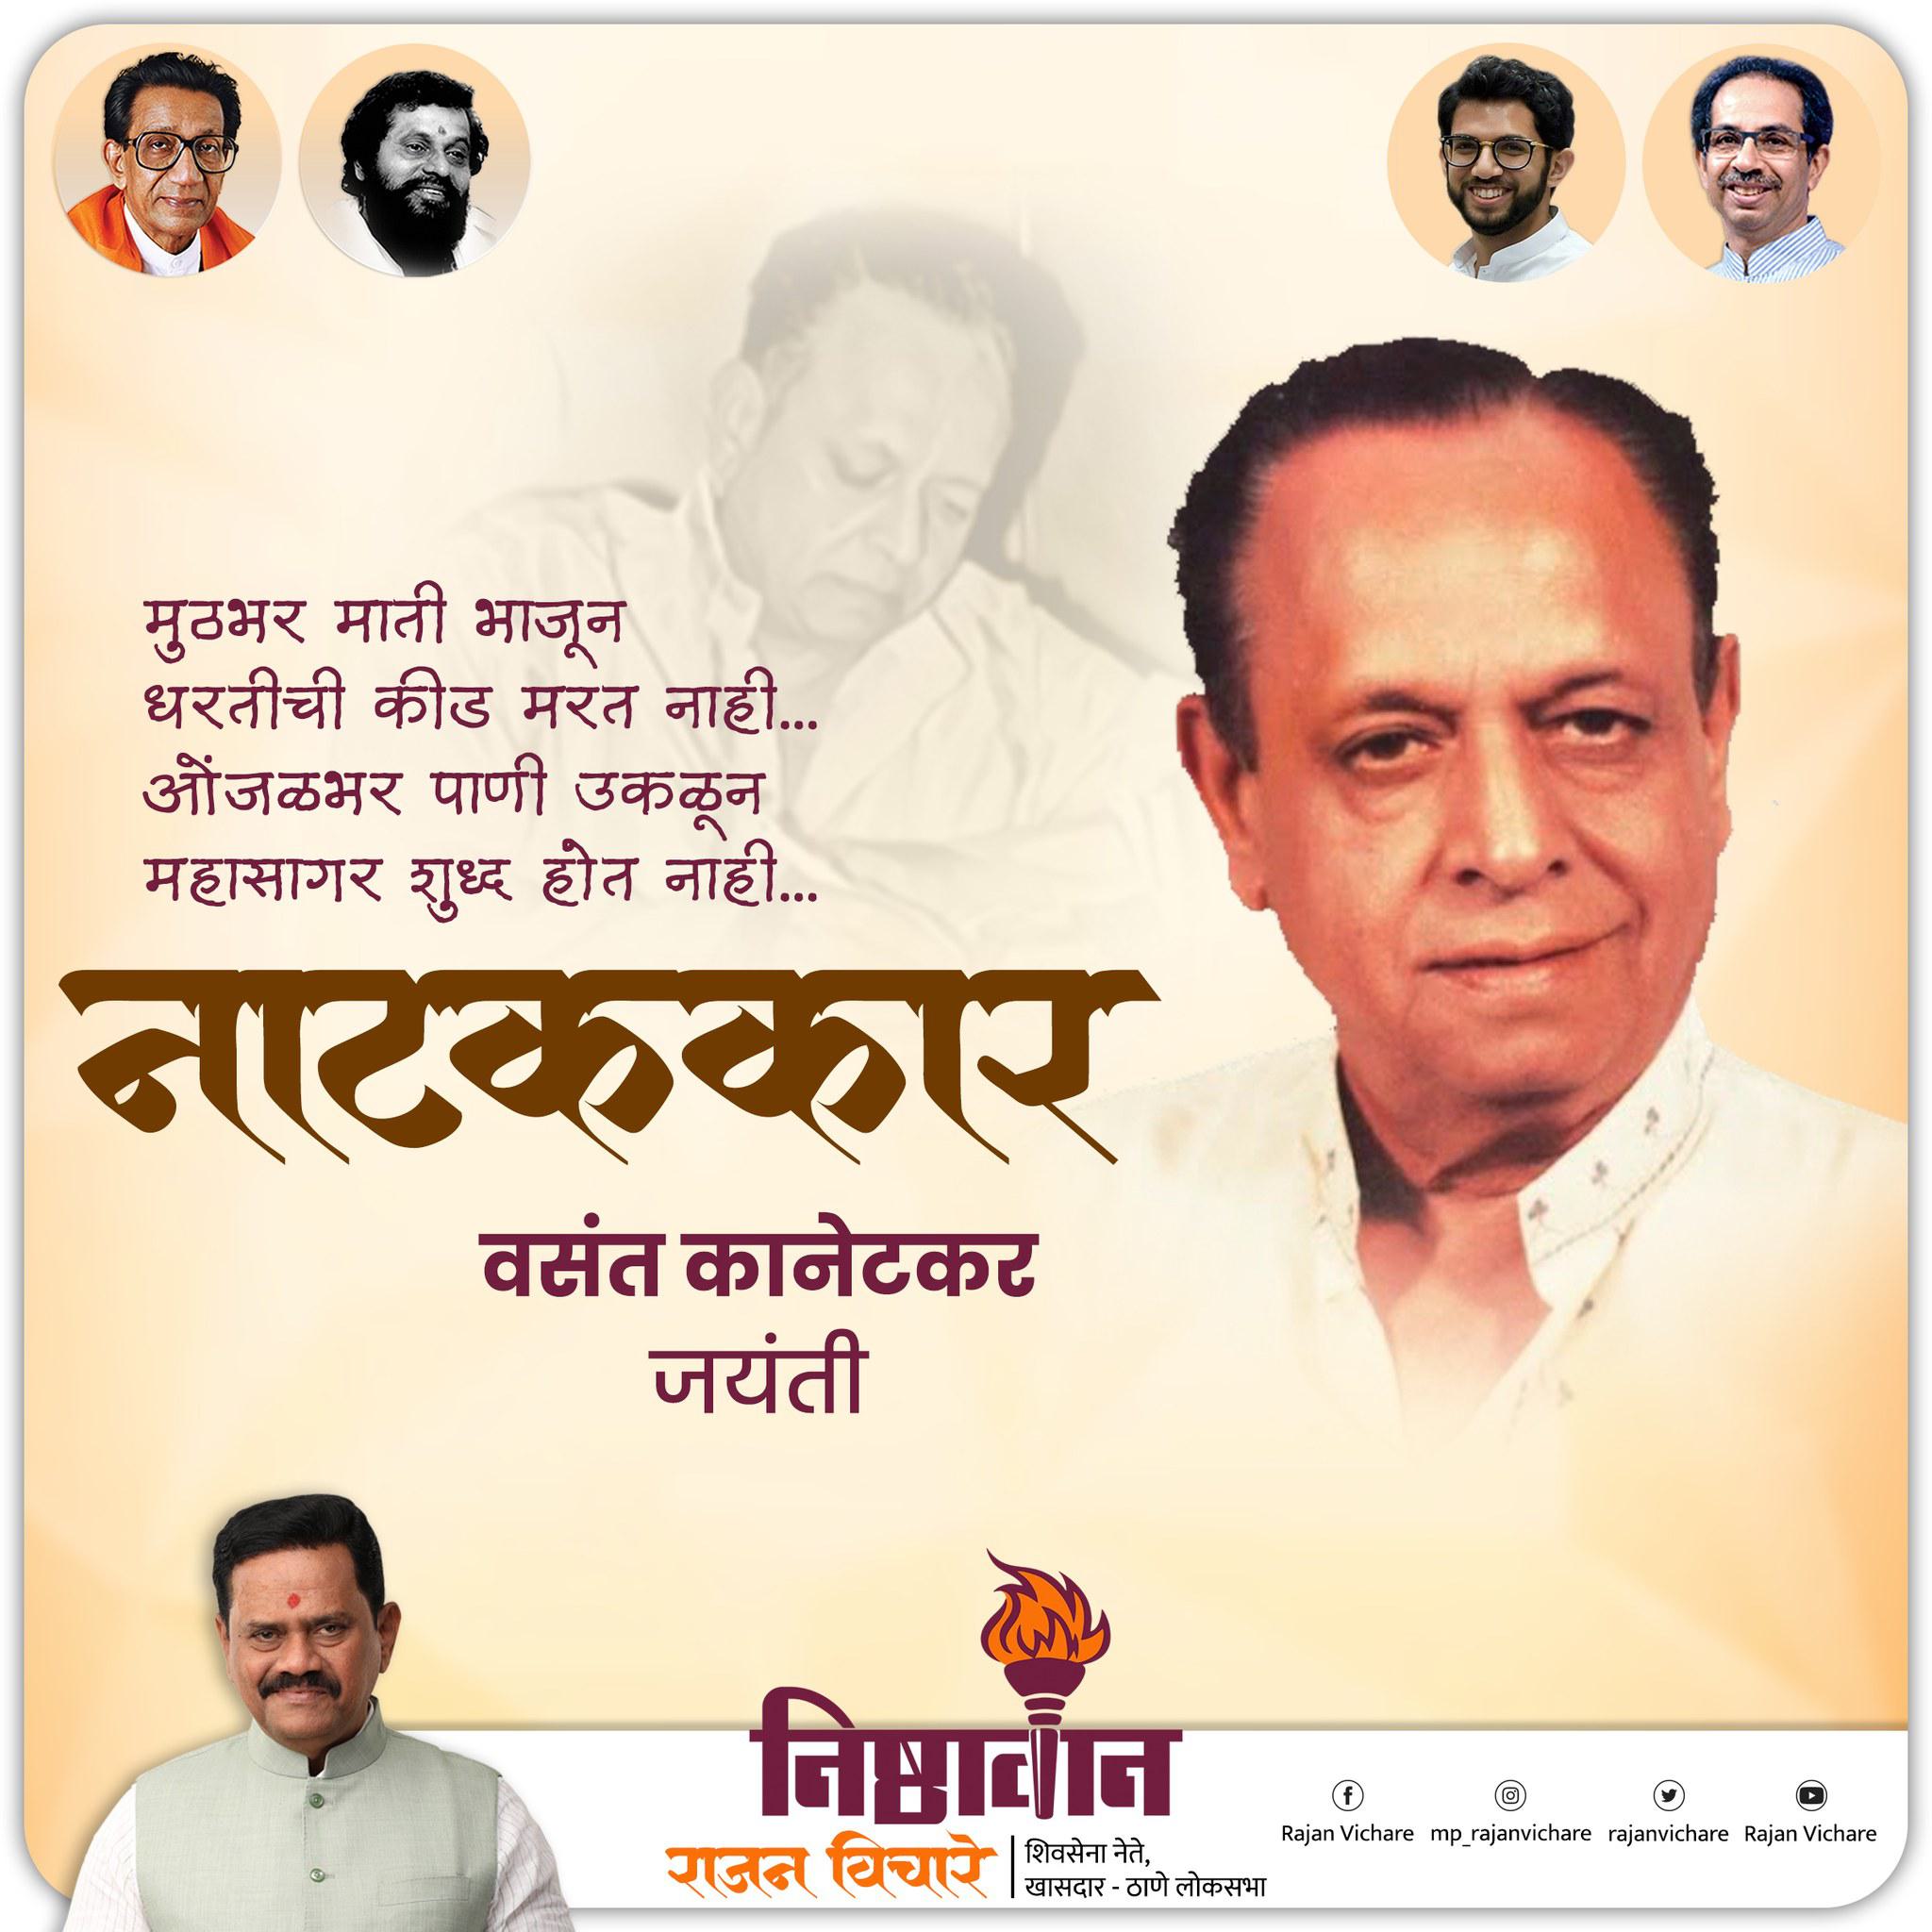 मुठभर माती भाजून
धरतीची कीड मरत नाही...
ओंजळभर पाणी उकळून
महासागर शुध्द होत नाही...
नाटककार
वसंत कानेटकर
जयंती
निष्ठावान
राजन विचारे
शिवसेना नेते,
खासदार - ठाणे लोकसभा
Rajan Vichare mp_rajanvichare rajanvichare Rajan Vichare